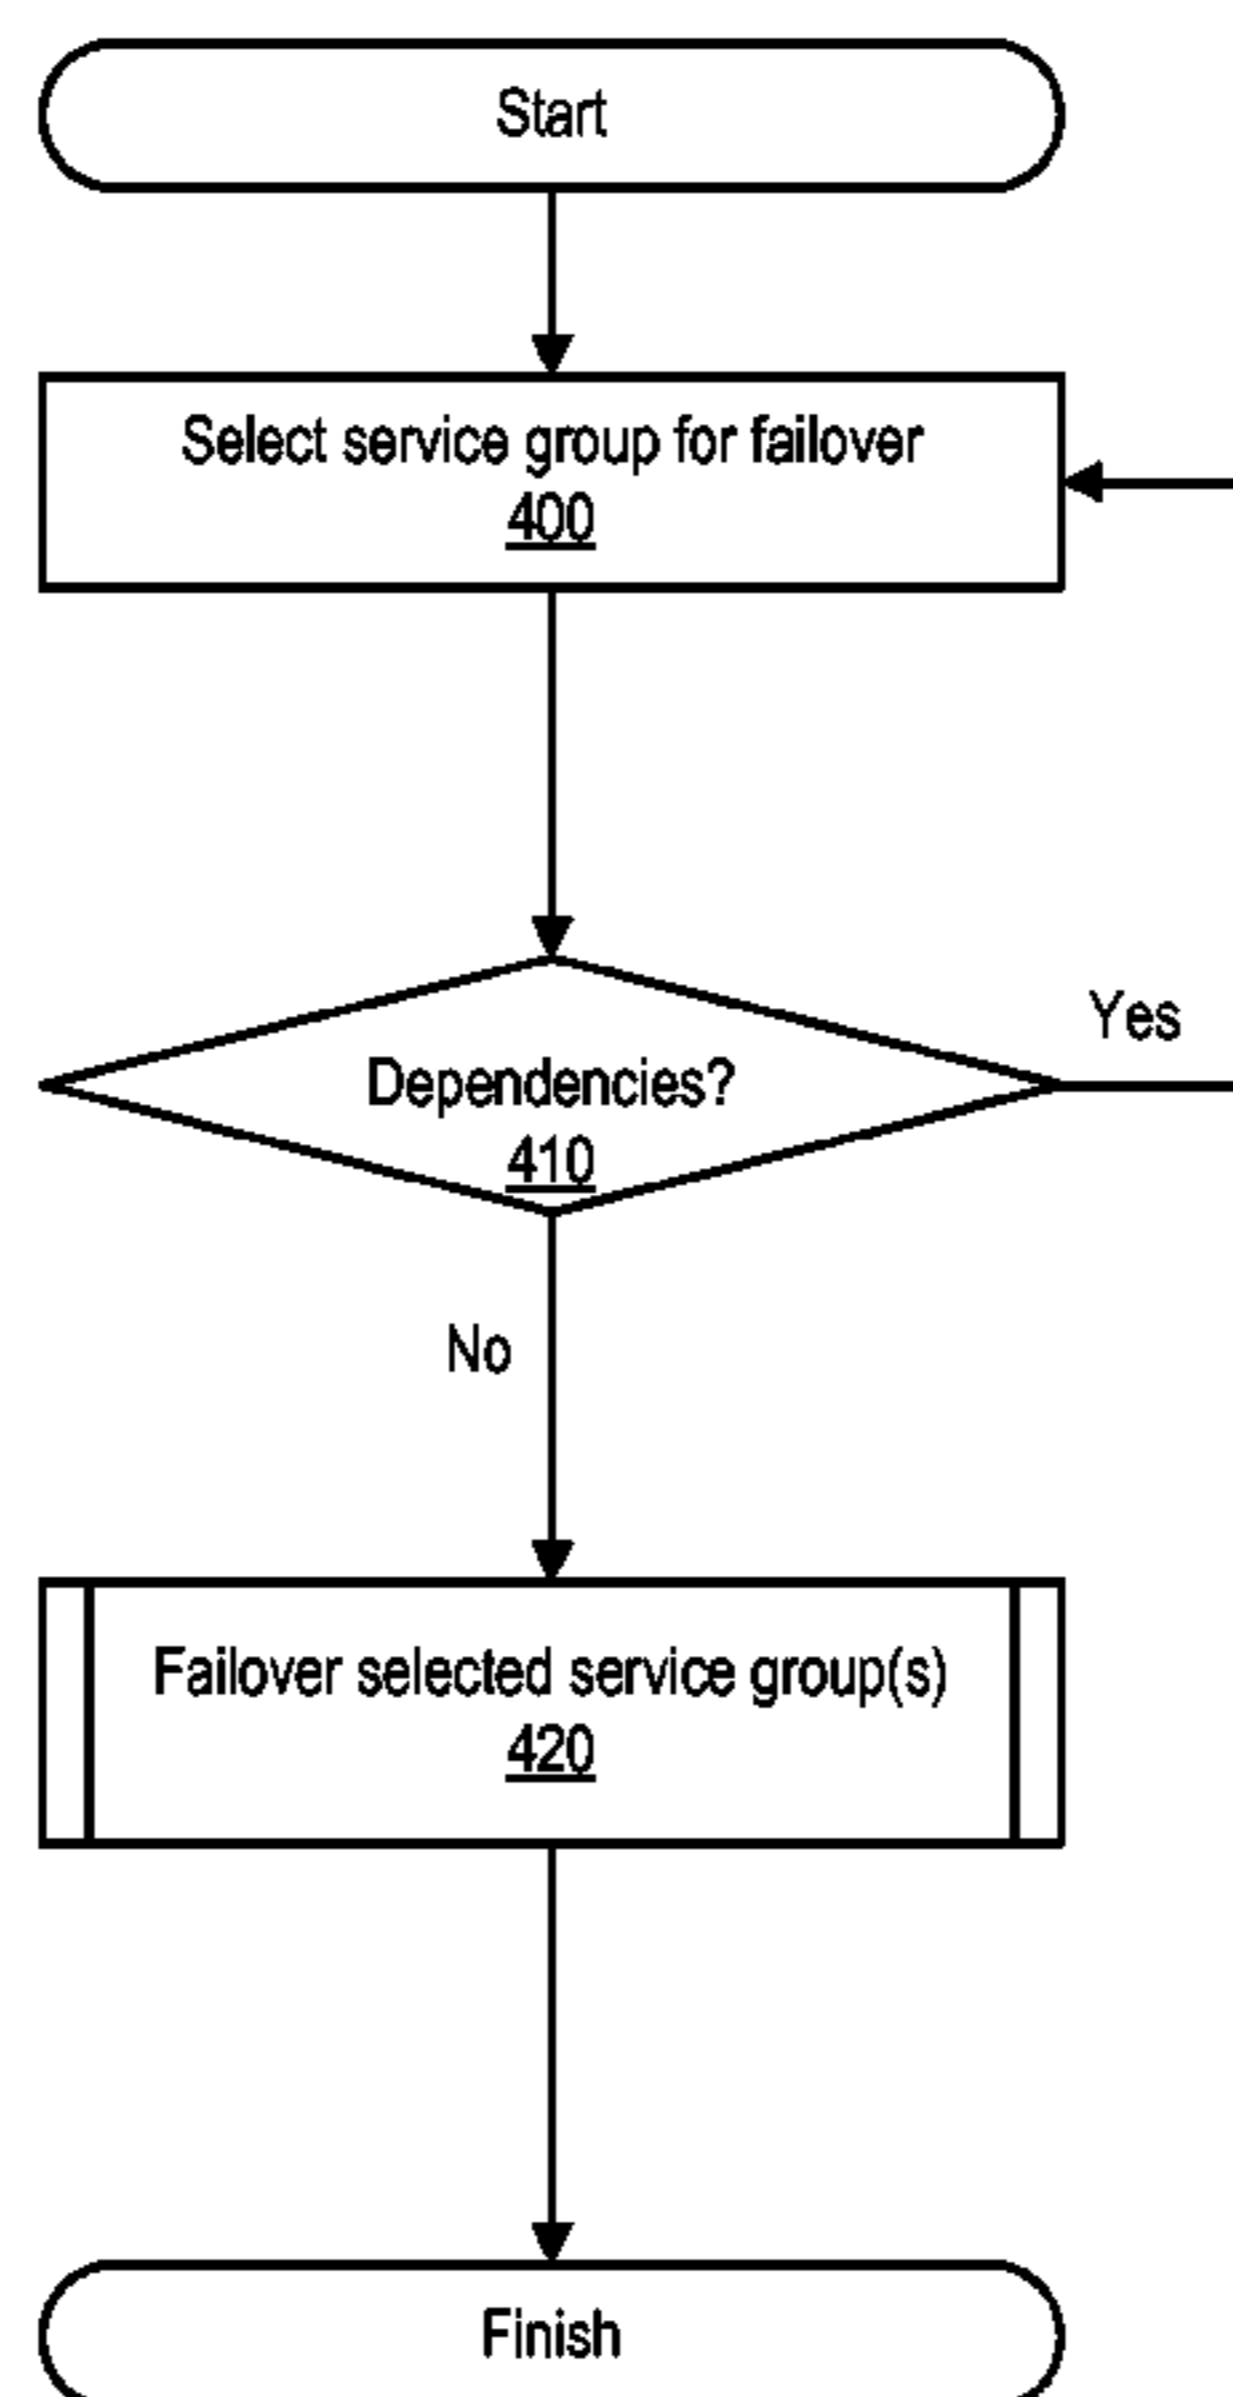 Start
Select service group for failover
400
Yes
Dependencies?
410
No
Failover selected service group(s)
420
Finish